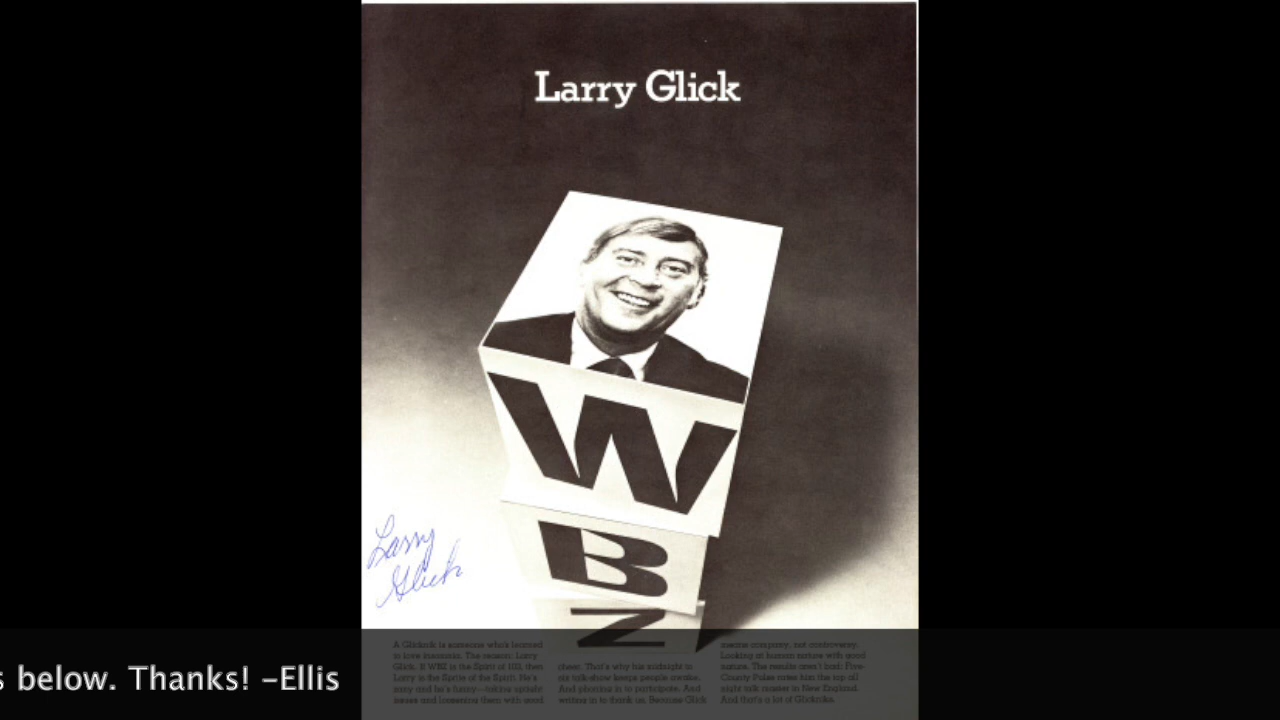 Larry Glick
W
B
Z
Larry
Glick
A Glicknik is someone who's learned
to love insomnia. The reason: Larry
Glick. If WBZ is the Spirit of 103, then
Larry is the Sprite of the Spirit. He's
zany and he's funny—taking uptight
issues and loosening them with good
cheer. That's why his midnight to
six talk-show keeps people awake.
And phoning in to participate. And
writing in to thank us. Because Glick
means company, not controversy.
Looking at human nature with good
nature. The results aren't bad: Five-
County Pulse rates him the top all
night talk master in New England.
And that's a lot of Glickniks.
s below. Thanks! -Ellis